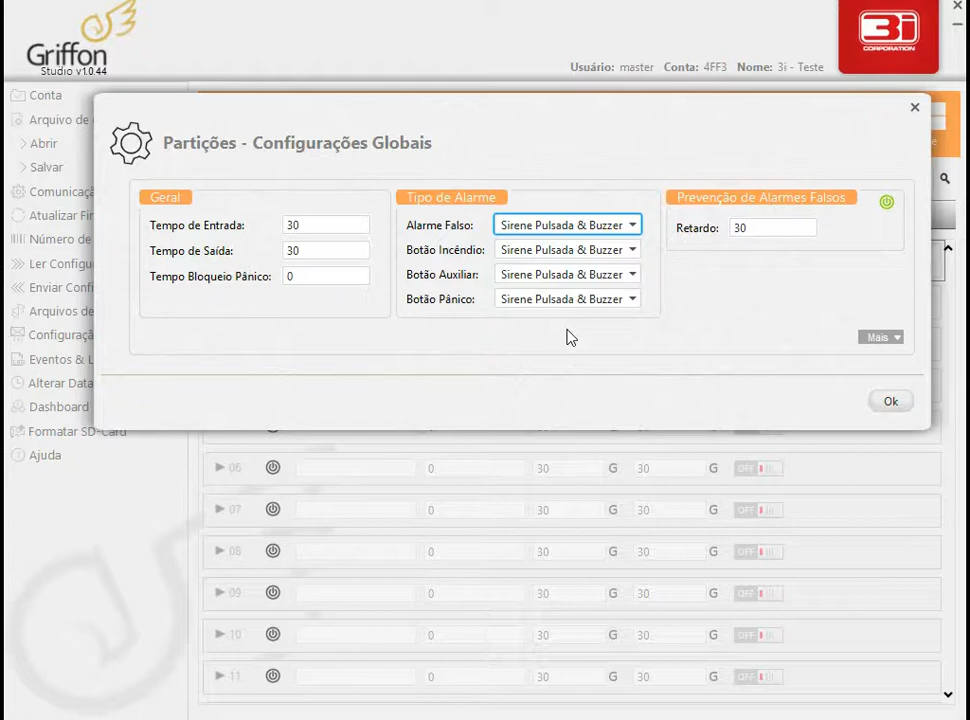 Griffon
Studio v1.0.44
3i
CORPORATION
Usuário: master Conta: 4FF3 Nome: 3i - Teste
Conta
Arquivo de
Abrir
Salvar
Comunicaçã
Atualizar Fir
Número de
Ler Configu
Enviar Confi
Arquivos de
Configuraçã
Eventos & L
Alterar Data
Dashboard
Formatar SD-Card
Ajuda
Partições - Configurações Globais
Geral
Tempo de Entrada: 30
Tempo de Saída: 30
Tempo Bloqueio Pânico: 0
Tipo de Alarme
Alarme Falso: Sirene Pulsada & Buzzer
Botão Incêndio: Sirene Pulsada & Buzzer
Botão Auxiliar: Sirene Pulsada & Buzzer
Botão Pânico: Sirene Pulsada & Buzzer
Prevenção de Alarmes Falsos
Retardo: 30
Mais
Ok
06 0 30 G 30 G OFF
07 0 30 G 30 G OFF
08 0 30 G 30 G OFF
09 0 30 G 30 G OFF
10 0 30 G 30 G OFF
11 0 30 G 30 G OFF